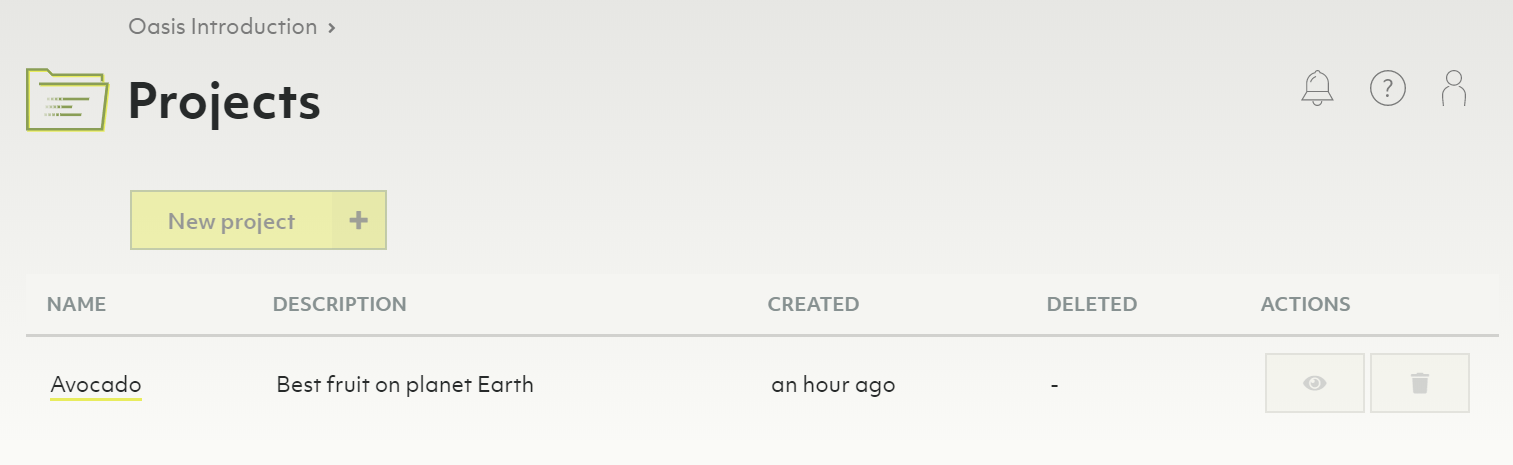 Oasis Introduction >
Projects
?
New project +
NAME DESCRIPTION CREATED DELETED ACTIONS
Avocado Best fruit on planet Earth an hour ago -